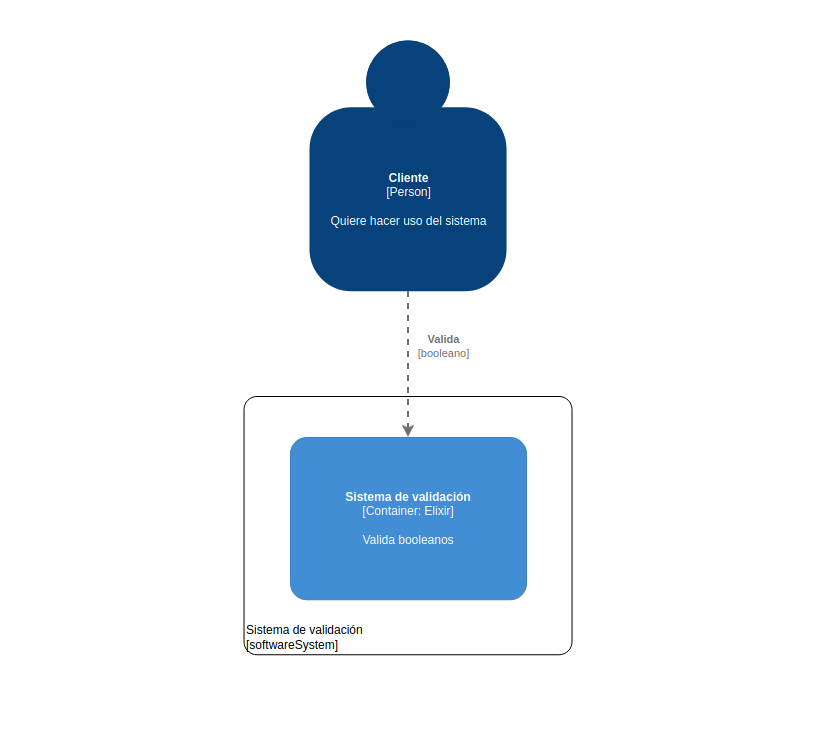 Cliente
[Person]
Quiere hacer uso del sistema
Valida
[booleano]
Sistema de validación
[Container: Elixir]
Valida booleanos
Sistema de validación
[softwareSystem]